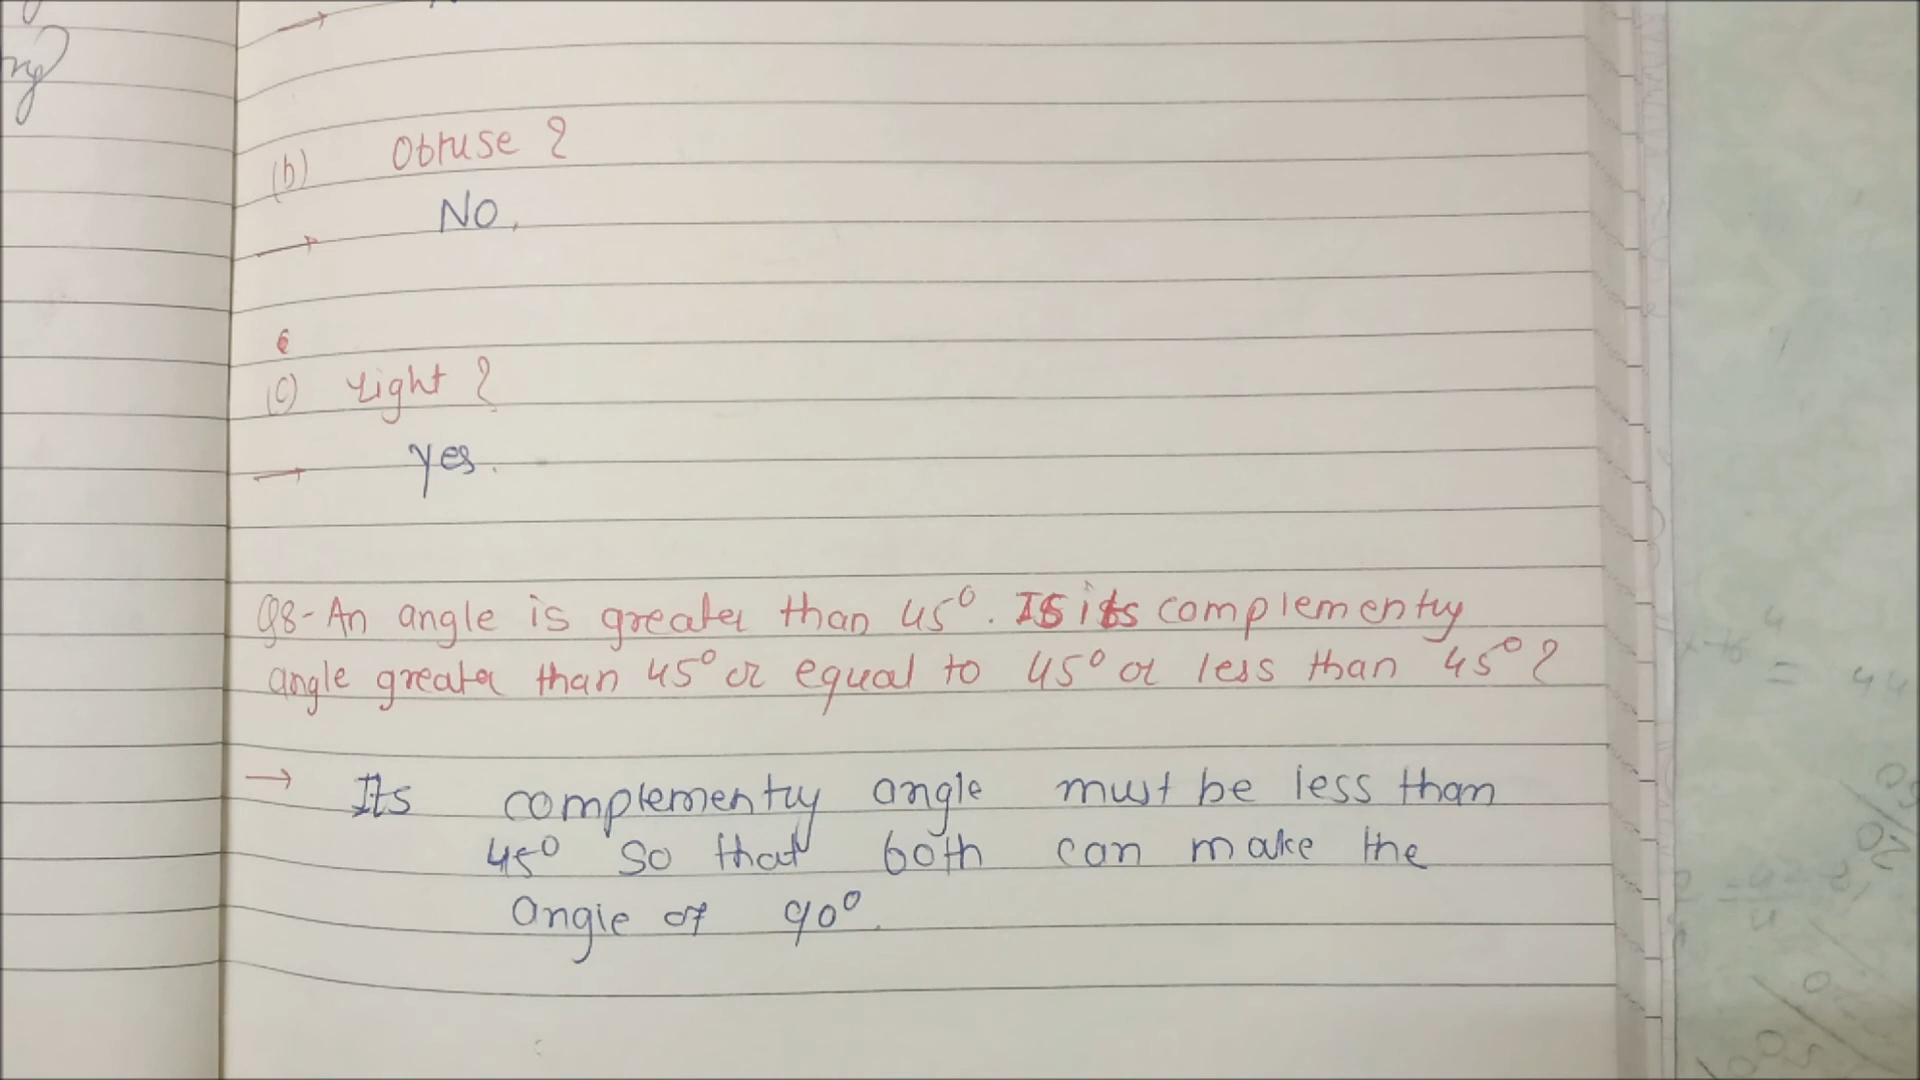 (b) Obtuse ?
No.
(c) right ?
Yes.
Q8-An angle is greater than 45°. Is its complementry
angle greater than 45° or equal to 45° or less than 45° ?
→ Its complementry angle must be less than
45° so that both can make the
angle of 90°.